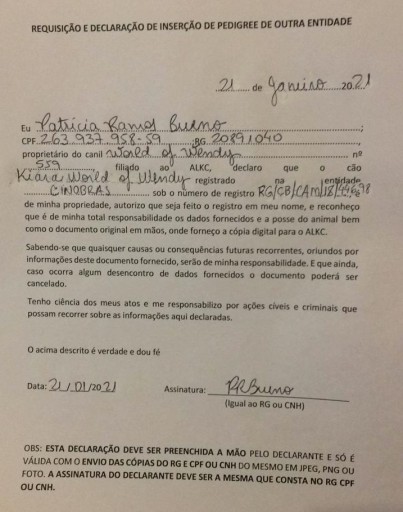 REQUISIÇÃO E DECLARAÇÃO DE INSERÇÃO DE PEDIGREE DE OUTRA ENTIDADE
21 de Janeiro 2021
Eu Patrícia Ramos Bueno;
CPF 263.937.958-59 RG 20891040
proprietário do canil World of Wendy nº
559 filiado ao ALKC, declaro que o cão
Kiara World of Wendy registrado na entidade
CINOBRAS sob o número de registro
de minha propriedade, autorizo que seja feito o registro em meu nome, e reconheço
que é de minha total responsabilidade os dados fornecidos e a posse do animal bem
como o documento original em mãos, onde forneço a cópia digital para o ALKC.
Sabendo-se que quaisquer causas ou consequências futuras recorrentes, oriundos por
informações deste documento fornecido, serão de minha responsabilidade. E que ainda,
caso ocorra algum desencontro de dados fornecidos o documento poderá ser
cancelado.
Tenho ciência dos meus atos e me responsabilizo por ações cíveis e criminais que
possam recorrer sobre as informações aqui declaradas.
O acima descrito é verdade e dou fé
Data: 21/01/2021 Assinatura: PRBueno
(Igual ao RG ou CNH)
OBS: ESTA DECLARAÇÃO DEVE SER PREENCHIDA A MÃO PELO DECLARANTE E SÓ É
VÁLIDA COM O ENVIO DAS CÓPIAS DO RG E CPF OU CNH DO MESMO EM JPEG, PNG OU
FOTO. A ASSINATURA DO DECLARANTE DEVE SER A MESMA QUE CONSTA NO RG CPF
OU CNH.